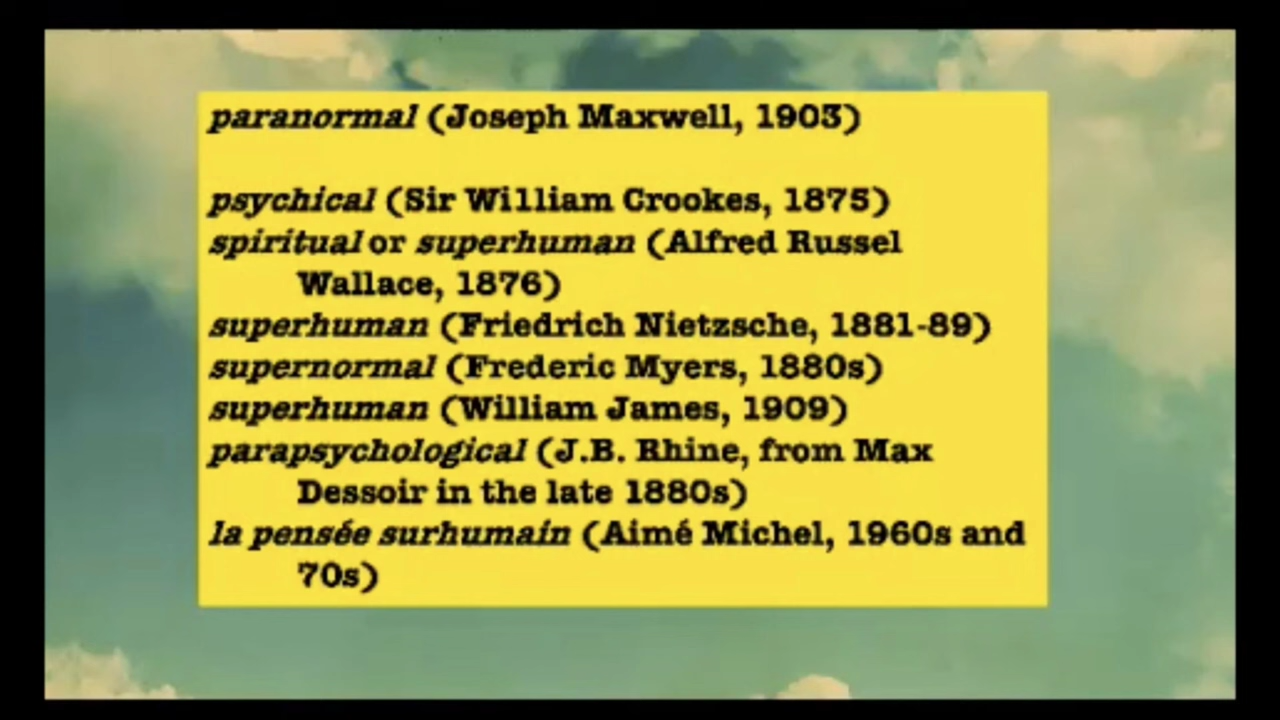 paranormal (Joseph Maxwell, 1903)
psychical (Sir William Crookes, 1875)
spiritual or superhuman (Alfred Russel
Wallace, 1876)
superhuman (Friedrich Nietzsche, 1881-89)
supernormal (Frederic Myers, 1880s)
superhuman (William James, 1909)
parapsychological (J.B. Rhine, from Max
Dessoir in the late 1880s)
la pensée surhumain (Aimé Michel, 1960s and
70s)